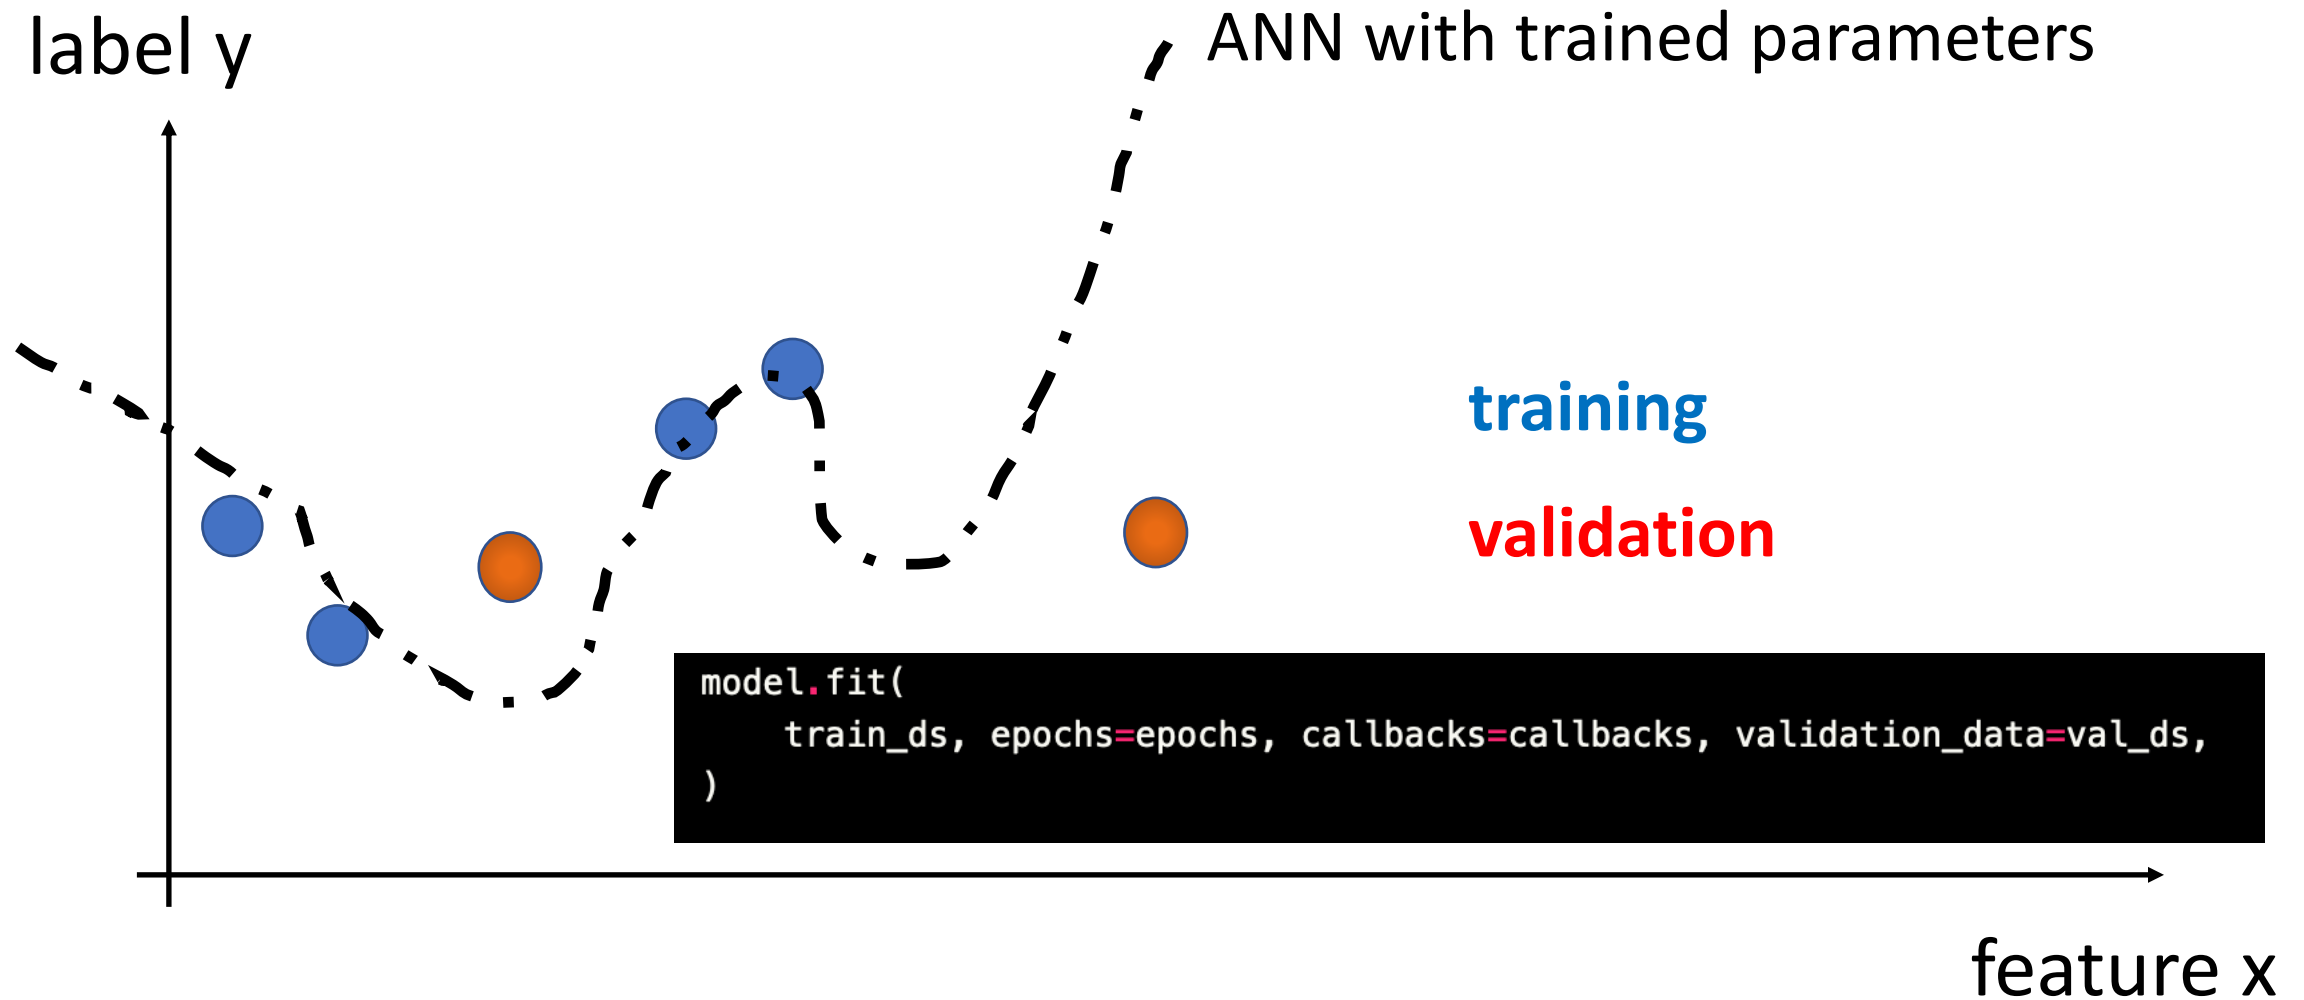 label y
ANN with trained parameters
training
validation
model.fit(
    train_ds, epochs=epochs, callbacks=callbacks, validation_data=val_ds,
)
feature x